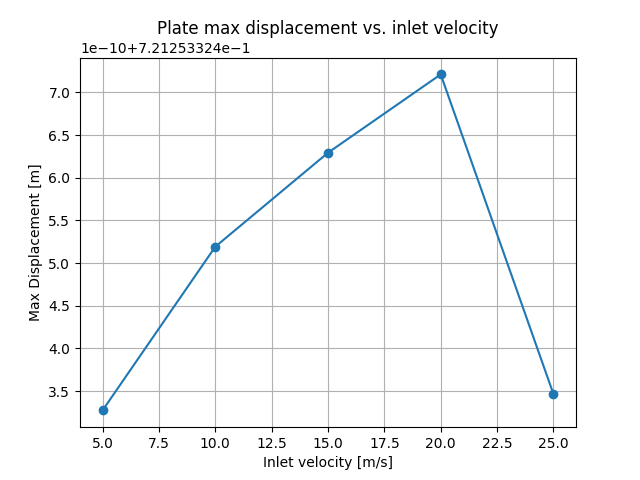 Plate max displacement vs. inlet velocity
1e−10+7.21253324e−1
7.0
6.5
6.0
5.5
5.0
4.5
4.0
3.5
Max Displacement [m]
5.0 7.5 10.0 12.5 15.0 17.5 20.0 22.5 25.0
Inlet velocity [m/s]